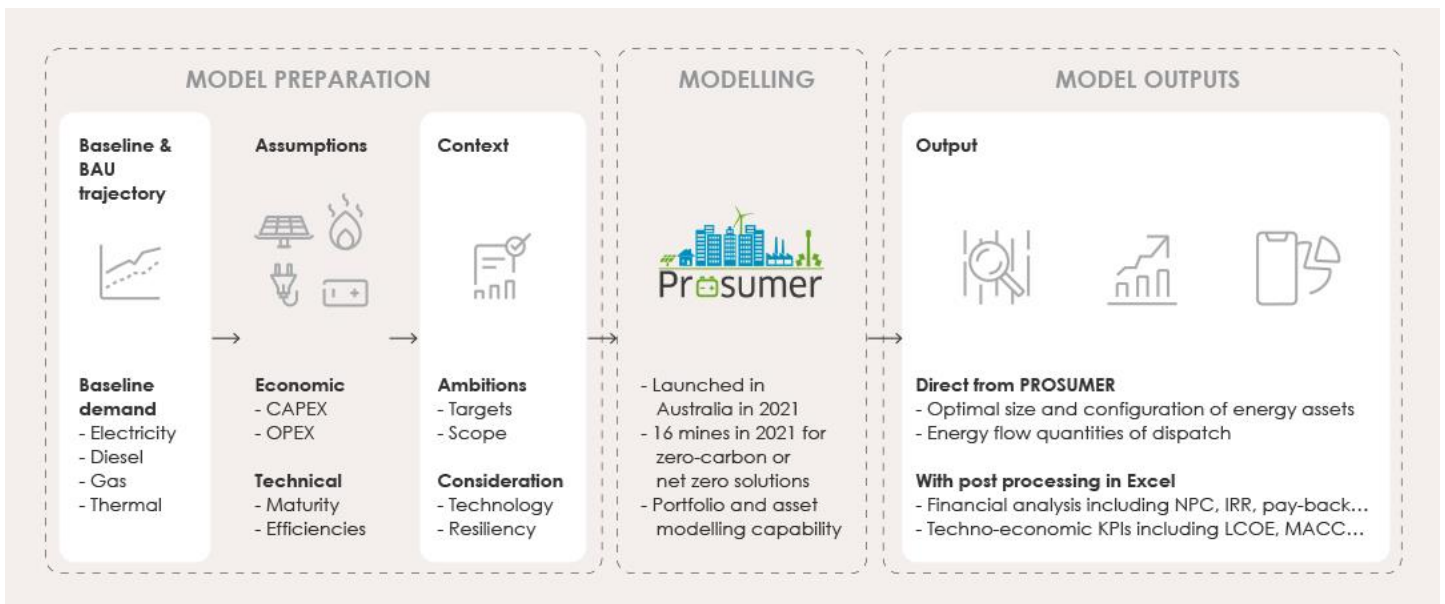 MODEL PREPARATION
Baseline &
BAU
trajectory
Baseline
demand
- Electricity
- Diesel
- Gas
- Thermal
Assumptions
Economic
- CAPEX
- OPEX
Technical
- Maturity
- Efficiencies
Context
Ambitions
- Targets
- Scope
Consideration
- Technology
- Resiliency
MODELLING
Prosumer
- Launched in
Australia in 2021
- 16 mines in 2021 for
zero-carbon or
net zero solutions
- Portfolio and asset
modelling capability
MODEL OUTPUTS
Output
Direct from PROSUMER
- Optimal size and configuration of energy assets
- Energy flow quantities of dispatch
With post processing in Excel
- Financial analysis including NPC, IRR, pay-back...
- Techno-economic KPIs including LCOE, MACC...